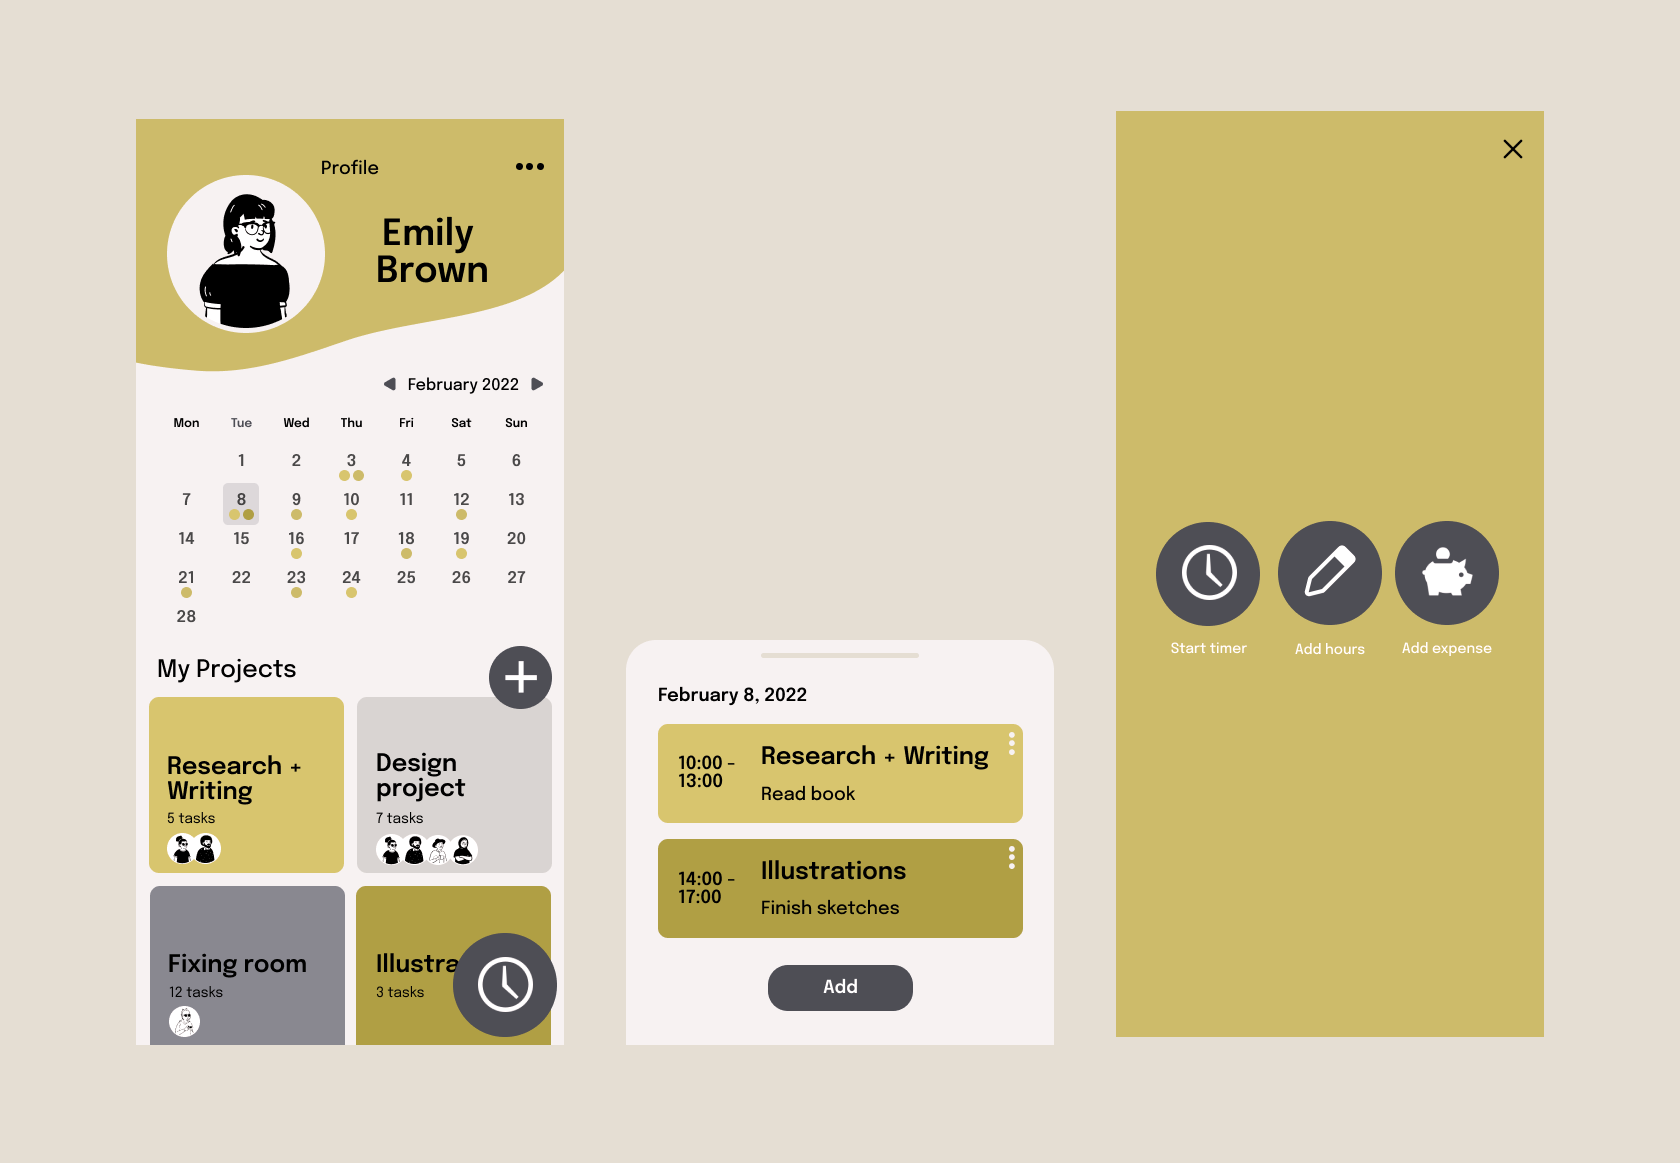 Profile
Emily
Brown
February 2022
Mon Tue Wed Thu Fri Sat Sun
1 2 3 4 5 6
7 8 9 10 11 12 13
14 15 16 17 18 19 20
21 22 23 24 25 26 27
28
My Projects
Research +
Writing
5 tasks
Design
project
7 tasks
Fixing room
12 tasks
Illustra
3 tasks
February 8, 2022
10:00 -
13:00
Research + Writing
Read book
14:00 -
17:00
Illustrations
Finish sketches
Add
Start timer
Add hours
Add expense